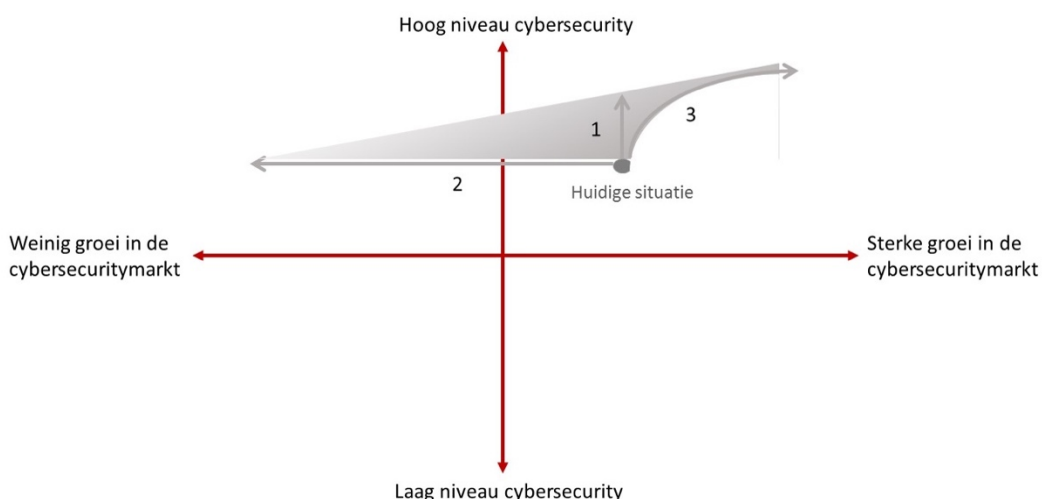 Hoog niveau cybersecurity
1
3
2
Huidige situatie
Weinig groei in de
cybersecuritymarkt
Sterke groei in de
cybersecuritymarkt
Laag niveau cybersecurity